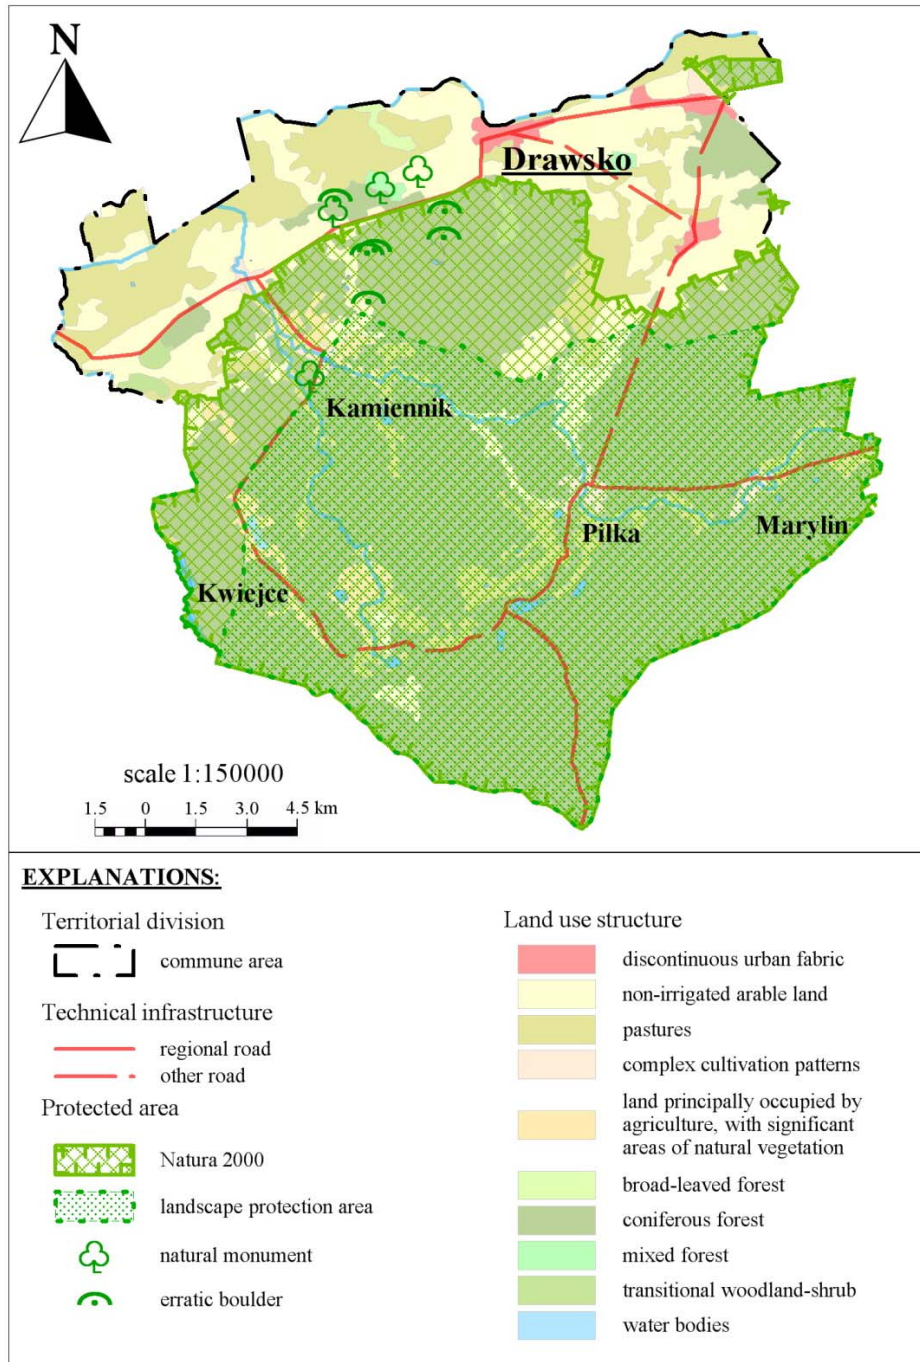 N
Drawsko
Kamiennik
Piłka
Marylin
Kwiejce
scale 1:150000
1.5 0 1.5 3.0 4.5 km
EXPLANATIONS:
Territorial division
commune area
Technical infrastructure
regional road
other road
Protected area
Natura 2000
landscape protection area
natural monument
erratic boulder
Land use structure
discontinuous urban fabric
non-irrigated arable land
pastures
complex cultivation patterns
land principally occupied by
agriculture, with significant
areas of natural vegetation
broad-leaved forest
coniferous forest
mixed forest
transitional woodland-shrub
water bodies